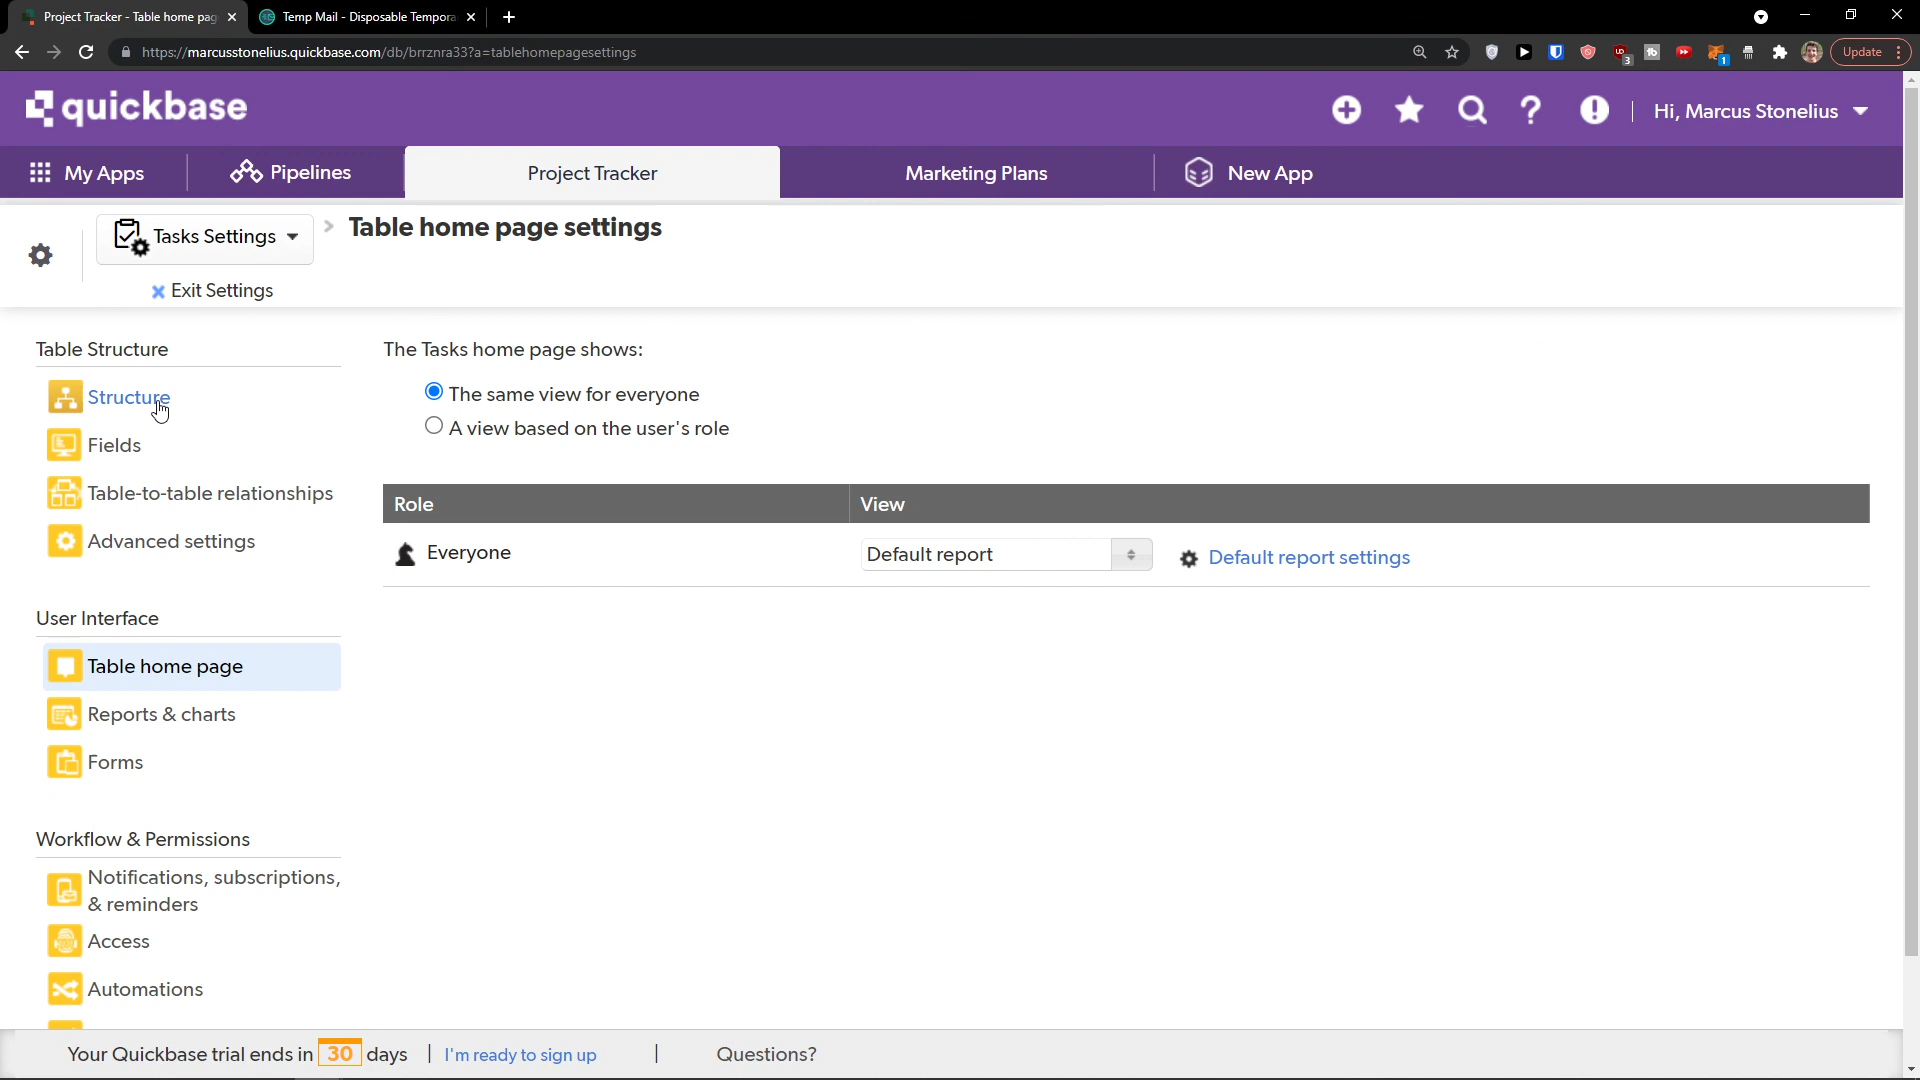 Project Tracker - Table home pag
Temp Mail - Disposable Tempora
https://marcusstonelius.quickbase.com/db/brrznra33?a=tablehomepagesettings
3
1
Update
quickbase
Hi, Marcus Stonelius
My Apps
Pipelines
Project Tracker
Marketing Plans
New App
Tasks Settings
Table home page settings
Exit Settings
Table Structure
Structure
Fields
Table-to-table relationships
Advanced settings
User Interface
Table home page
Reports & charts
Forms
Workflow & Permissions
Notifications, subscriptions,
& reminders
Access
Automations
The Tasks home page shows:
The same view for everyone
A view based on the user's role
Role
View
Everyone
Default report
Default report settings
Your Quickbase trial ends in 30 days
I'm ready to sign up
Questions?